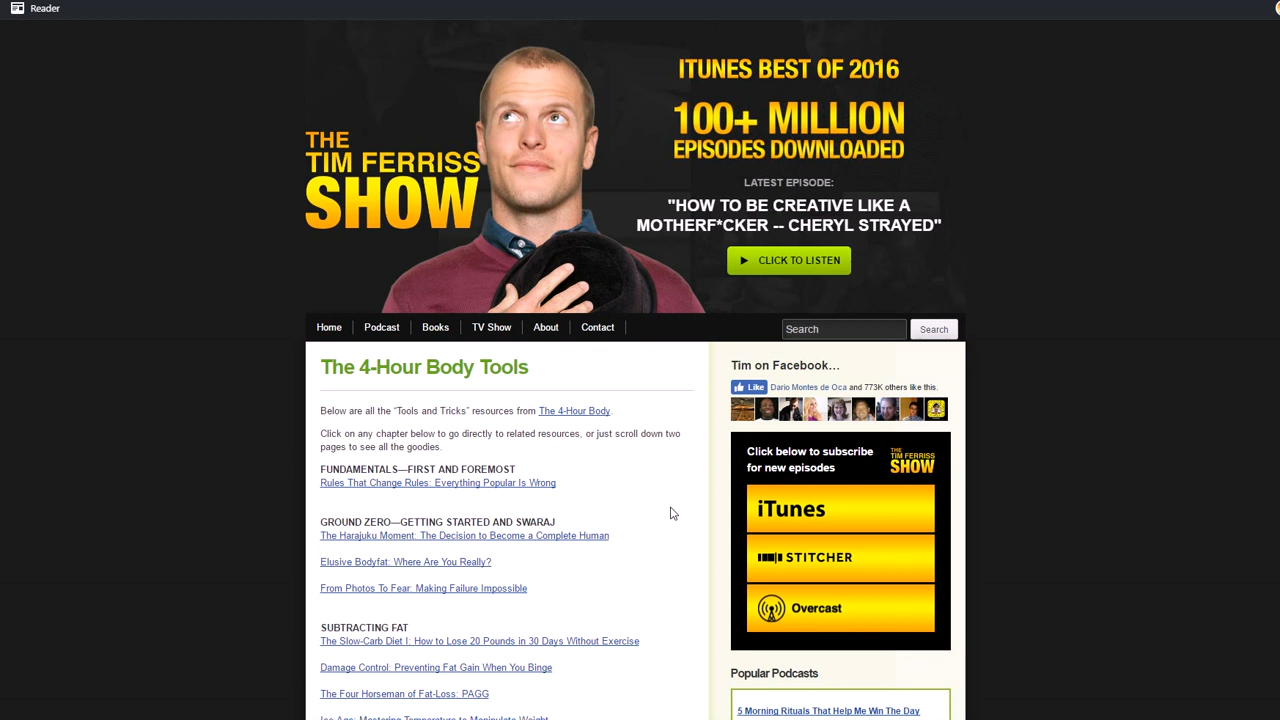 Reader
THE
TIM FERRISS
SHOW
ITUNES BEST OF 2016
100+ MILLION
EPISODES DOWNLOADED
LATEST EPISODE:
"HOW TO BE CREATIVE LIKE A
MOTHERF*CKER -- CHERYL STRAYED"
CLICK TO LISTEN
Home
Podcast
Books
TV Show
About
Contact
Search
Search
The 4-Hour Body Tools
Below are all the “Tools and Tricks” resources from The 4-Hour Body.
Click on any chapter below to go directly to related resources, or just scroll down two
pages to see all the goodies.
FUNDAMENTALS—FIRST AND FOREMOST
Rules That Change Rules: Everything Popular Is Wrong
GROUND ZERO—GETTING STARTED AND SWARAJ
The Harajuku Moment: The Decision to Become a Complete Human
Elusive Bodyfat: Where Are You Really?
From Photos To Fear: Making Failure Impossible
SUBTRACTING FAT
The Slow-Carb Diet I: How to Lose 20 Pounds in 30 Days Without Exercise
Damage Control: Preventing Fat Gain When You Binge
The Four Horseman of Fat-Loss: PAGG
Ice Age: Mastering Temperature to Manipulate Weight
Tim on Facebook…
Like
Dario Montes de Oca and 773K others like this.
Click below to subscribe
for new episodes
THE
TIM FERRISS
SHOW
iTunes
STITCHER
Overcast
Popular Podcasts
5 Morning Rituals That Help Me Win The Day